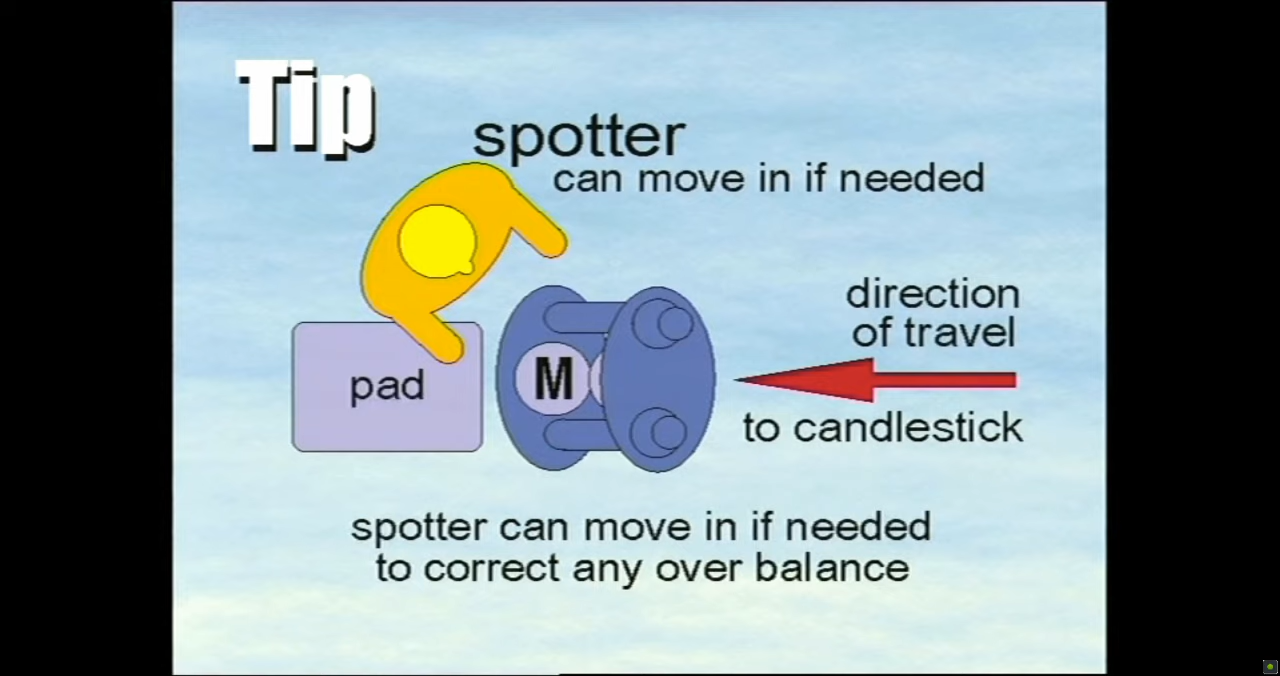 Tip
spotter
can move in if needed
direction
of travel
pad
M
to candlestick
spotter can move in if needed
to correct any over balance